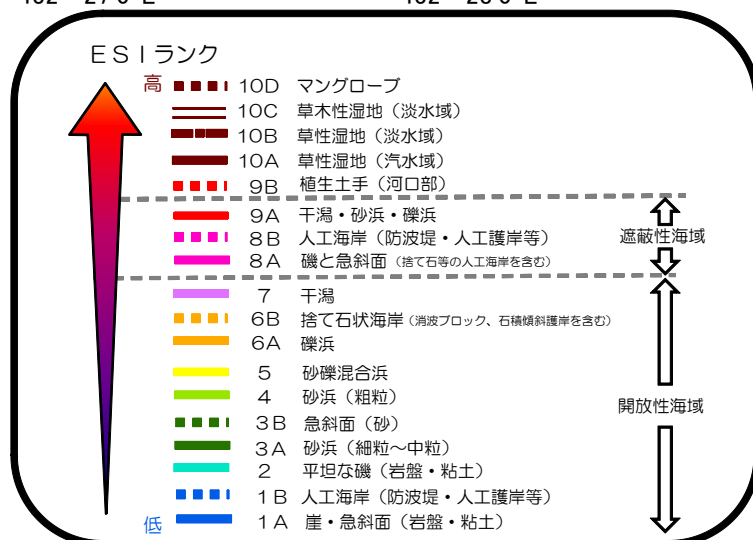 ESIランク
高
10D マングローブ
10C 草木性湿地（淡水域）
10B 草性湿地（淡水域）
10A 草性湿地（汽水域）
9B 植生土手（河口部）
9A 干潟・砂浜・礫浜
8B 人工海岸（防波堤・人工護岸等）
遮蔽性海域
8A 磯と急斜面（捨て石等の人工海岸を含む）
7 干潟
6B 捨て石状海岸（消波ブロック、石積傾斜護岸を含む）
6A 礫浜
5 砂礫混合浜
4 砂浜（粗粒）
開放性海域
3B 急斜面（砂）
3A 砂浜（細粒～中粒）
2 平坦な磯（岩盤・粘土）
1B 人工海岸（防波堤・人工護岸等）
低
1A 崖・急斜面（岩盤・粘土）